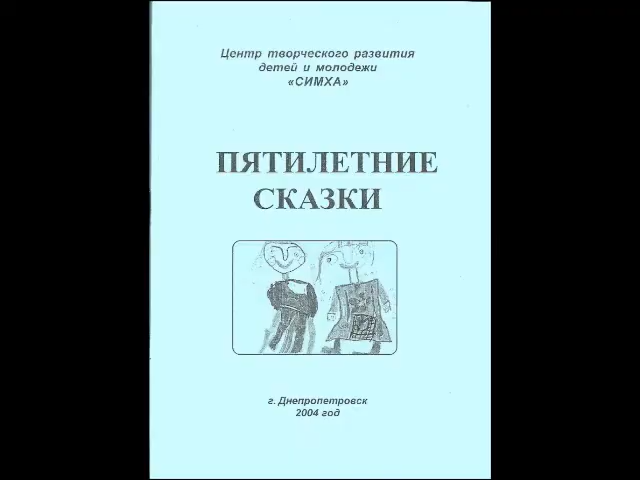 Центр творческого развития
детей и молодежи
«СИМХА»
ПЯТИЛЕТНИЕ
СКАЗКИ
г. Днепропетровск
2004 год